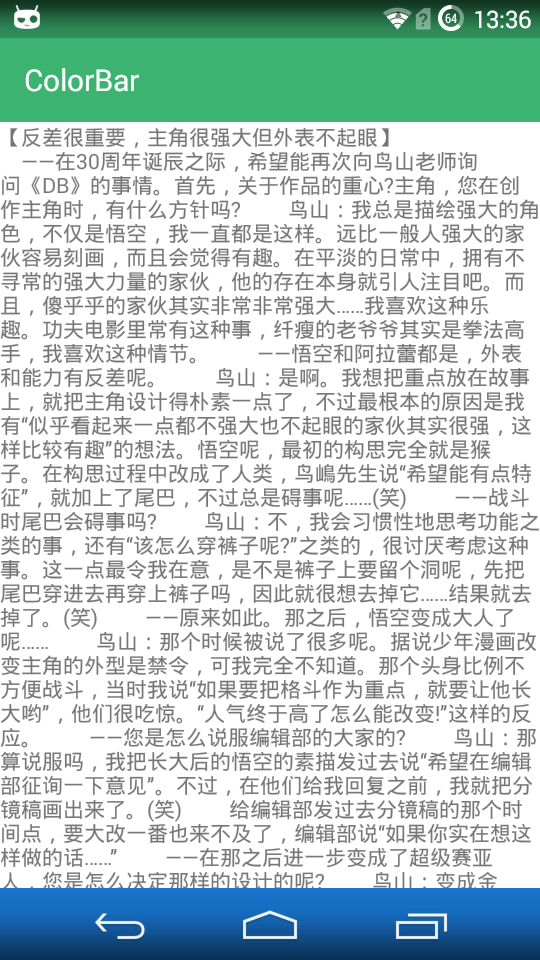 64 13:36
ColorBar
【反差很重要，主角很强大但外表不起眼】
——在30周年诞辰之际，希望能再次向鸟山老师询
问《DB》的事情。首先，关于作品的重心?主角，您在创
作主角时，有什么方针吗? 鸟山：我总是描绘强大的角
色，不仅是悟空，我一直都是这样。远比一般人强大的家
伙容易刻画，而且会觉得有趣。在平淡的日常中，拥有不
寻常的强大力量的家伙，他的存在本身就引人注目吧。而
且，傻乎乎的家伙其实非常非常强大……我喜欢这种乐
趣。功夫电影里常有这种事，纤瘦的老爷爷其实是拳法高
手，我喜欢这种情节。 ——悟空和阿拉蕾都是，外表
和能力有反差呢。 鸟山：是啊。我想把重点放在故事
上，就把主角设计得朴素一点了，不过最根本的原因是我
有“似乎看起来一点都不强大也不起眼的家伙其实很强，这
样比较有趣”的想法。悟空呢，最初的构思完全就是猴
子。在构思过程中改成了人类，鸟嶋先生说“希望能有点特
征”，就加上了尾巴，不过总是碍事呢……(笑) ——战斗
时尾巴会碍事吗? 鸟山：不，我会习惯性地思考功能之
类的事，还有“该怎么穿裤子呢?”之类的，很讨厌考虑这种
事。这一点最令我在意，是不是裤子上要留个洞呢，先把
尾巴穿进去再穿上裤子吗，因此就很想去掉它……结果就去
掉了。(笑) ——原来如此。那之后，悟空变成大人了
呢…… 鸟山：那个时候被说了很多呢。据说少年漫画改
变主角的外型是禁令，可我完全不知道。那个头身比例不
方便战斗，当时我说“如果要把格斗作为重点，就要让他长
大哟”，他们很吃惊。“人气终于高了怎么能改变!”这样的反
应。 ——您是怎么说服编辑部的大家的? 鸟山：那
算说服吗，我把长大后的悟空的素描发过去说“希望在编辑
部征询一下意见”。不过，在他们给我回复之前，我就把分
镜稿画出来了。(笑) 给编辑部发过去分镜稿的那个时
间点，要大改一番也来不及了，编辑部说“如果你实在想这
样做的话……” ——在那之后进一步变成了超级赛亚
人，您是怎么决定那样的设计的呢? 鸟山：变成金